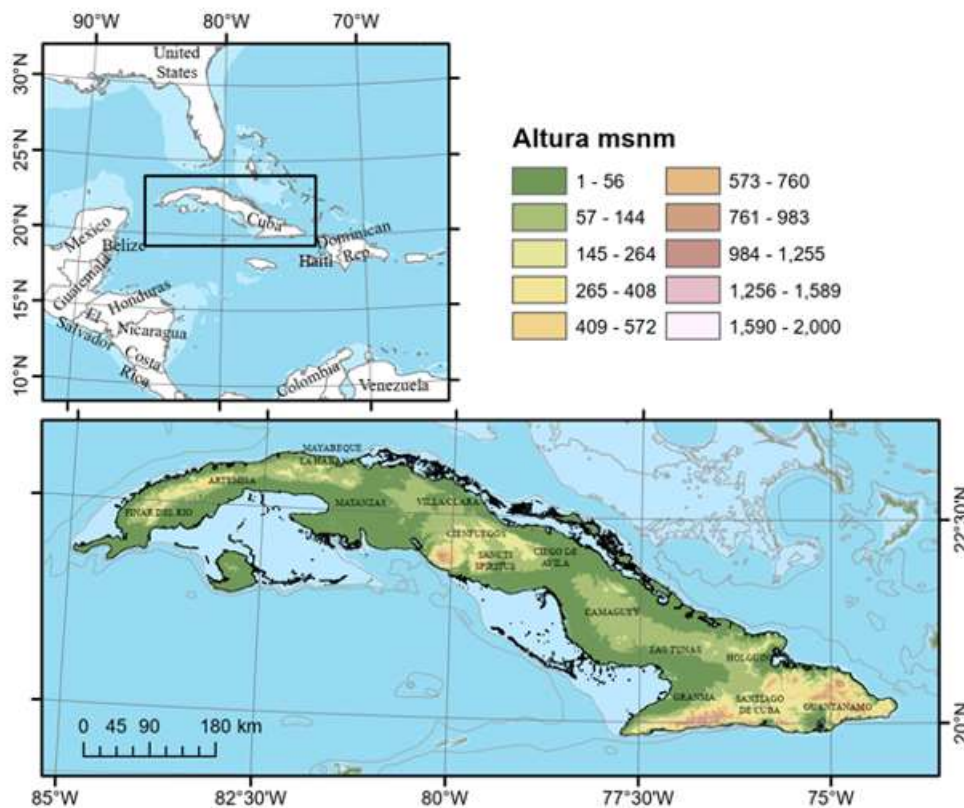 90°W 80°W 70°W
30°N
25°N
20°N
15°N
10°N
United
States
Cuba
Mexico
Belize
Dominican
Rep
Haiti
Guatemala
Honduras
El
Salvador
Nicaragua
Costa
Rica
Colombia
Venezuela
Altura msnm
1 - 56
57 - 144
145 - 264
265 - 408
409 - 572
573 - 760
761 - 983
984 - 1,255
1,256 - 1,589
1,590 - 2,000
MAYABEQUE
LA HABANA
ARTEMISA
PINAR DEL RIO
MATANZAS
VILLA CLARA
CIENFUEGOS
SANCTI
SPIRITUS
CIEGO DE
AVILA
CAMAGUEY
LAS TUNAS
HOLGUIN
GRANMA
SANTIAGO
DE CUBA
GUANTANAMO
22°30'N
20°N
0 45 90 180 km
85°W 82°30'W 80°W 77°30'W 75°W